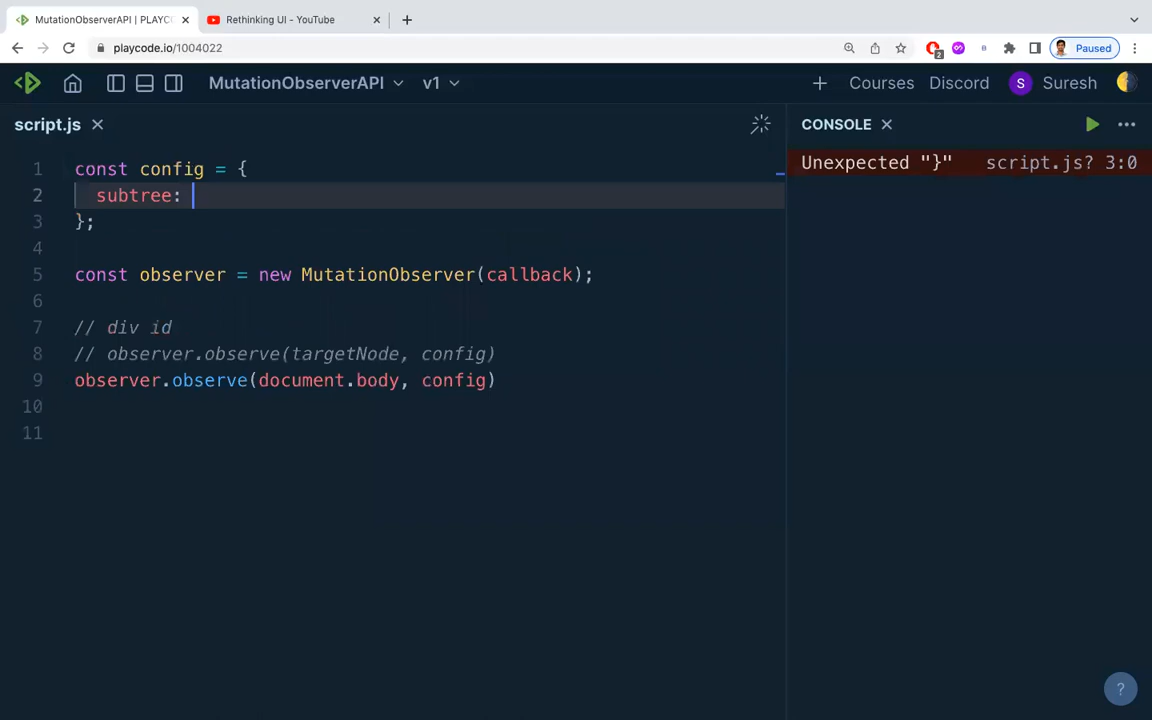 MutationObserverAPI | PLAYCO
Rethinking UI - YouTube
playcode.io/1004022
2
Paused
MutationObserverAPI
v1
Courses
Discord
S
Suresh
script.js
CONSOLE
1 const config = {
2 subtree:
3 };
4
5 const observer = new MutationObserver(callback);
6
7 // div id
8 // observer.observe(targetNode, config)
9 observer.observe(document.body, config)
10
11
Unexpected "}" script.js? 3:0
?